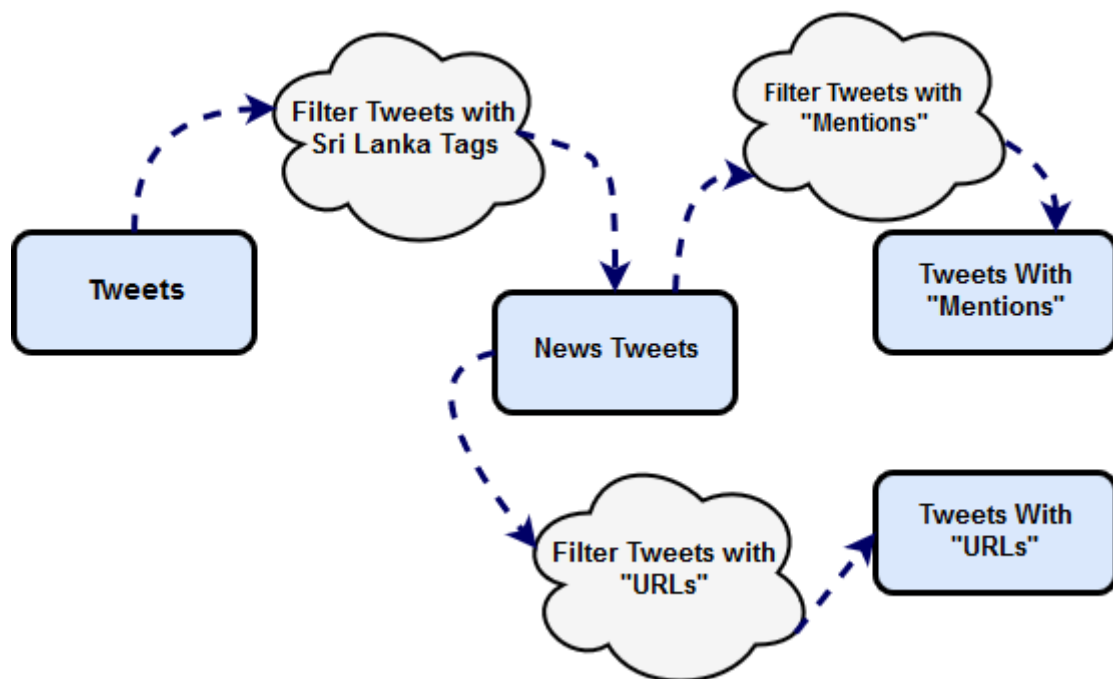 Filter Tweets with
Sri Lanka Tags
Filter Tweets with
"Mentions"
Tweets
Tweets With
"Mentions"
News Tweets
Filter Tweets with
"URLs"
Tweets With
"URLs"